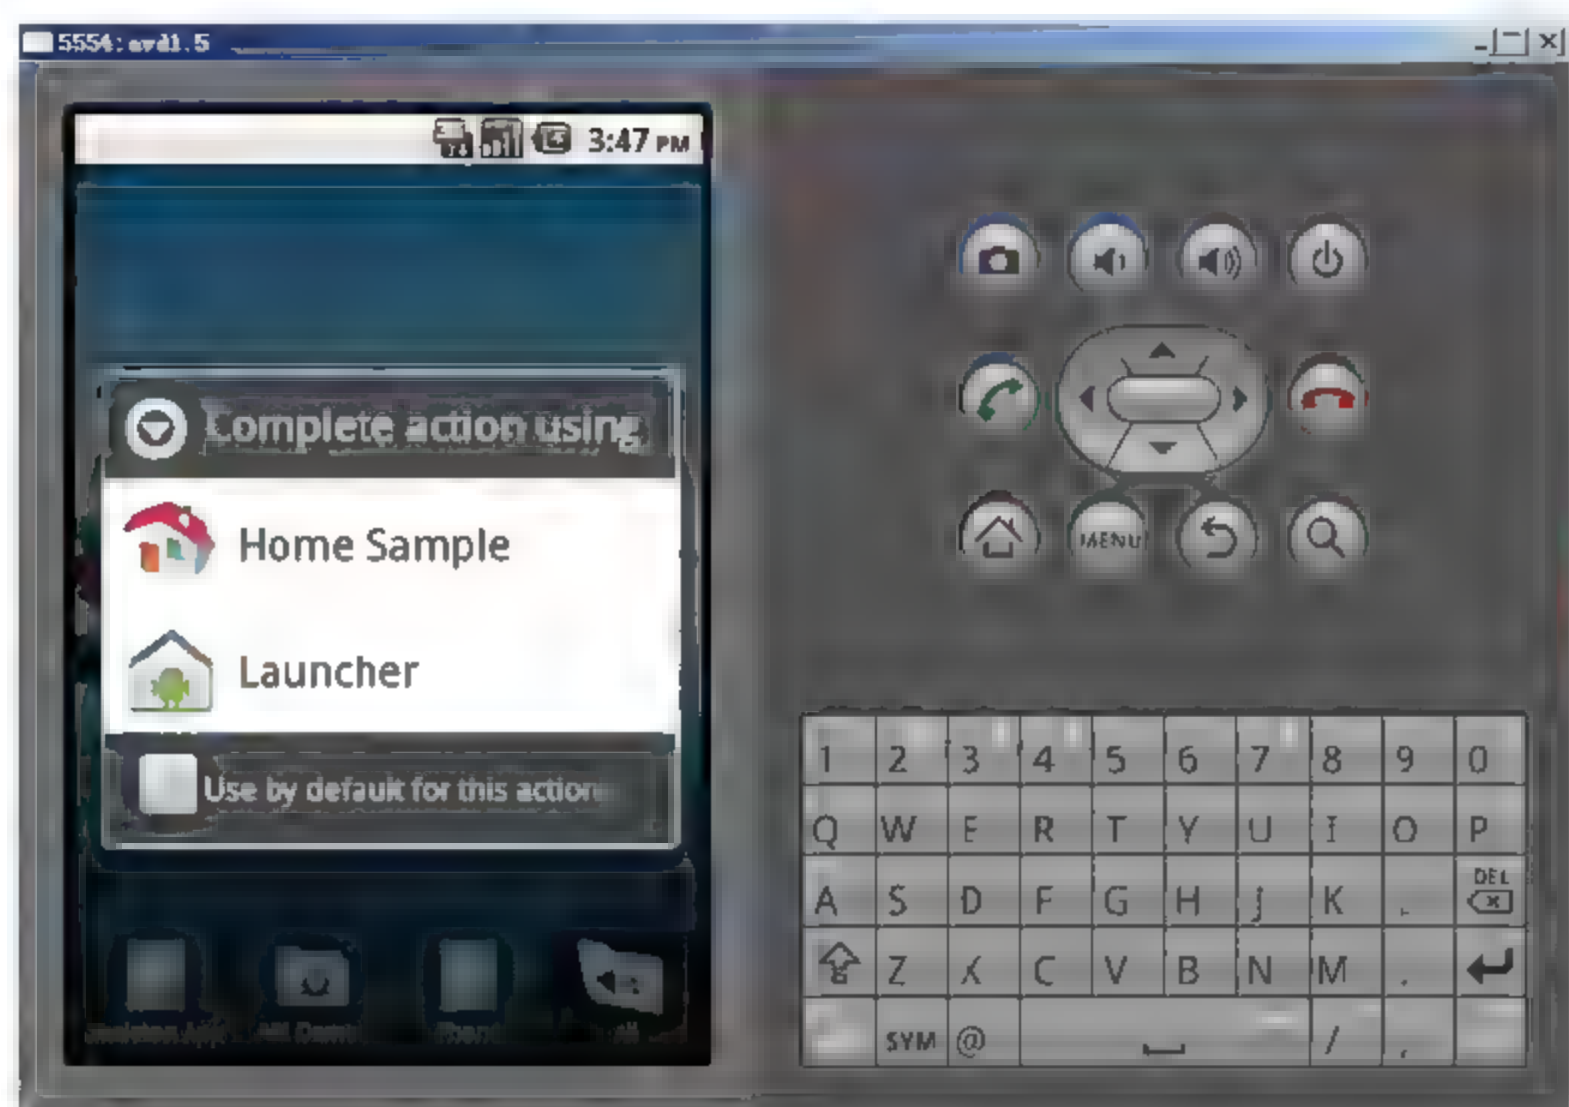 5554:avd1.5
3:47 PM
Complete action using
Home Sample
Launcher
Use by default for this action
MENU
1 2 3 4 5 6 7 8 9 0
Q W E R T Y U I O P
A S D F G H J K DEL
Z X C V B N M .
SYM @ / ,